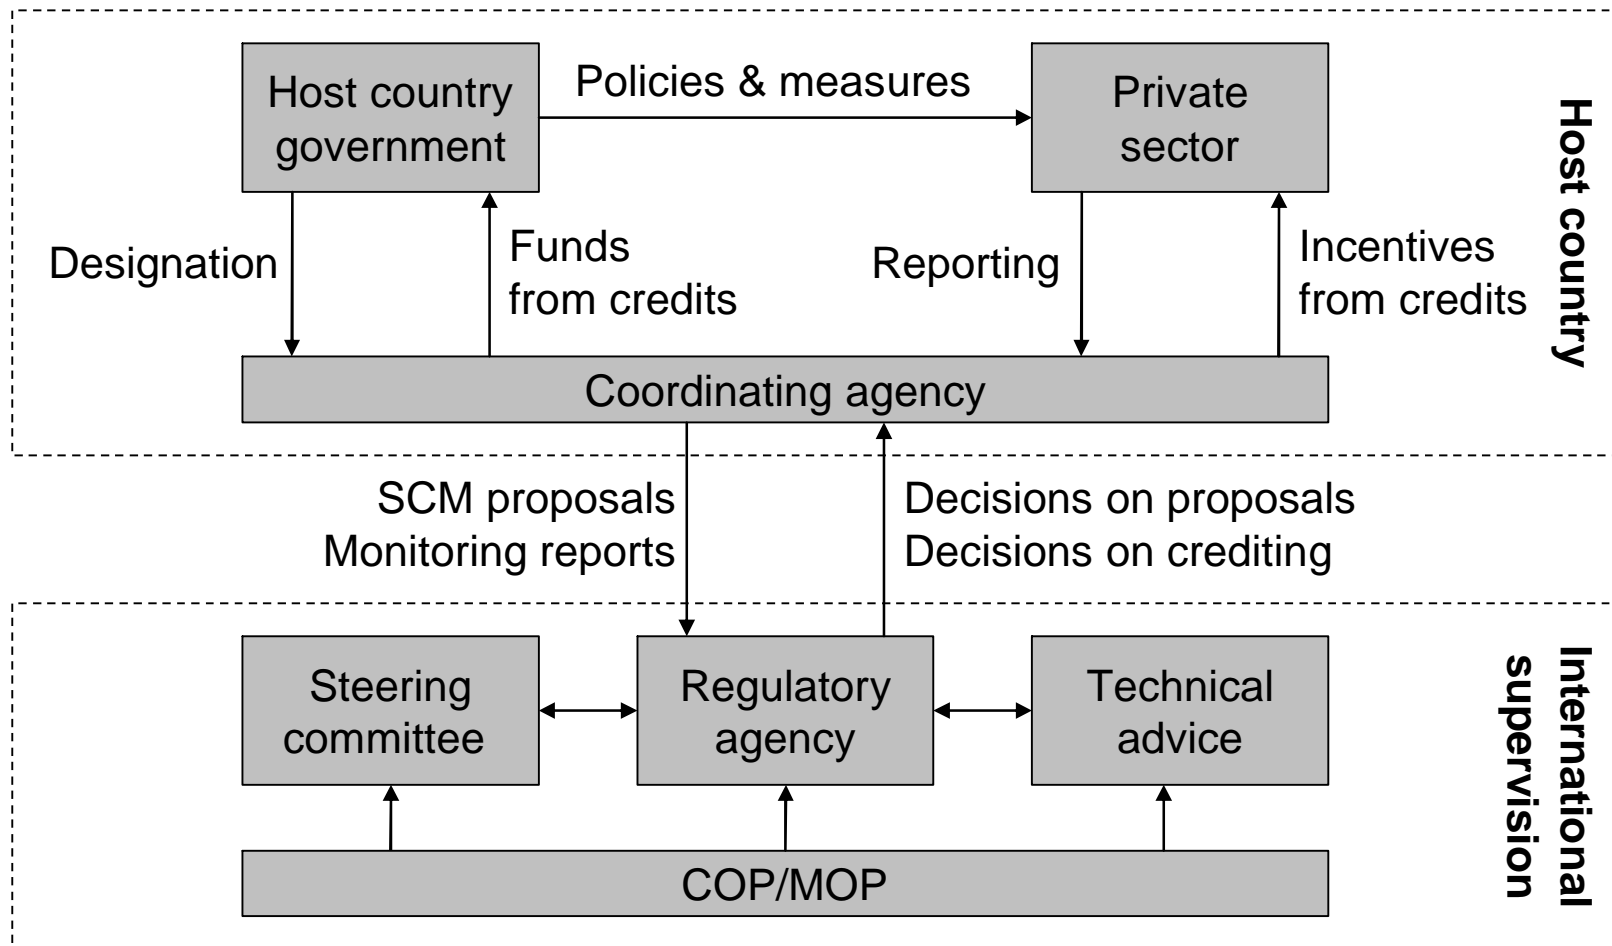 Host country
government
Policies & measures
Private
sector
Host country
Designation
Funds
from credits
Reporting
Incentives
from credits
Coordinating agency
SCM proposals
Monitoring reports
Decisions on proposals
Decisions on crediting
Steering
committee
Regulatory
agency
Technical
advice
International
supervision
COP/MOP